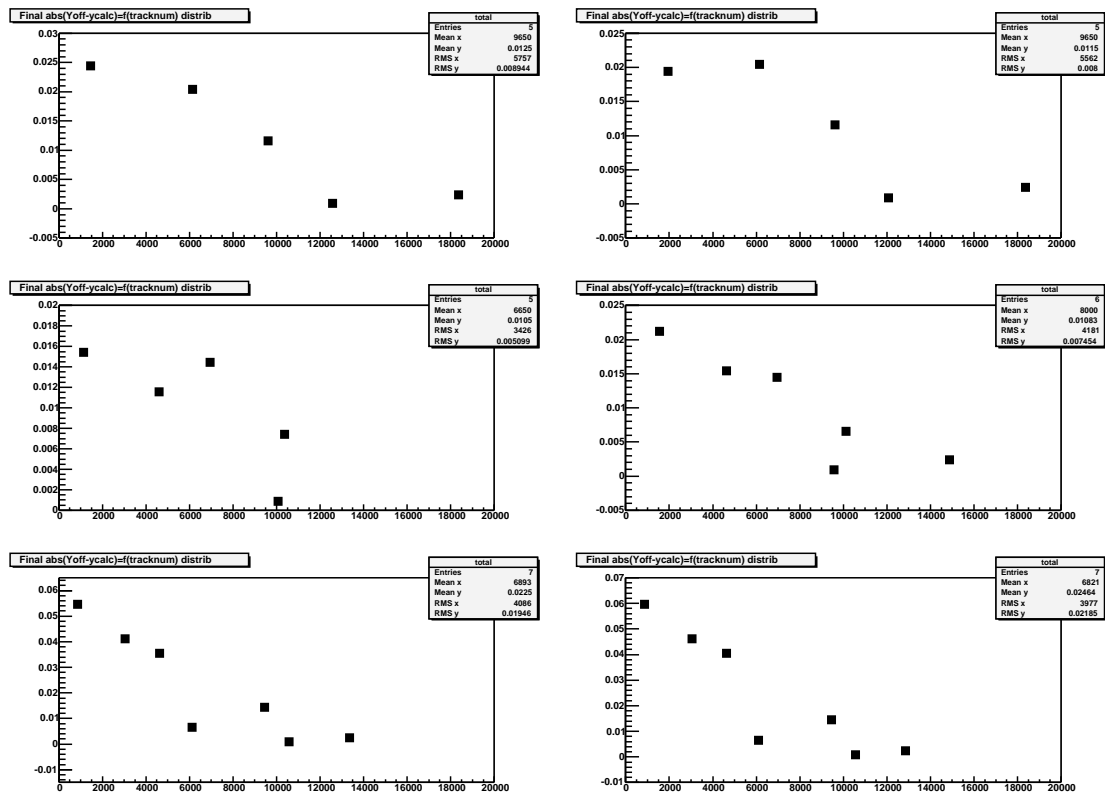 Final abs(Yoff-ycalc)=f(tracknum) distrib
total
Entries 5
Mean x 9650
Mean y 0.0125
RMS x 5757
RMS y 0.008944
0.03
0.025
0.02
0.015
0.01
0.005
0
-0.005
0 2000 4000 6000 8000 10000 12000 14000 16000 18000 20000
Final abs(Yoff-ycalc)=f(tracknum) distrib
total
Entries 5
Mean x 9650
Mean y 0.0115
RMS x 5562
RMS y 0.008
0.025
0.02
0.015
0.01
0.005
0
-0.005
0 2000 4000 6000 8000 10000 12000 14000 16000 18000 20000
Final abs(Yoff-ycalc)=f(tracknum) distrib
total
Entries 5
Mean x 6650
Mean y 0.0105
RMS x 3426
RMS y 0.005099
0.02
0.018
0.016
0.014
0.012
0.01
0.008
0.006
0.004
0.002
0
0 2000 4000 6000 8000 10000 12000 14000 16000 18000 20000
Final abs(Yoff-ycalc)=f(tracknum) distrib
total
Entries 6
Mean x 8000
Mean y 0.01083
RMS x 4181
RMS y 0.007454
0.025
0.02
0.015
0.01
0.005
0
-0.005
0 2000 4000 6000 8000 10000 12000 14000 16000 18000 20000
Final abs(Yoff-ycalc)=f(tracknum) distrib
total
Entries 7
Mean x 6893
Mean y 0.0225
RMS x 4086
RMS y 0.01946
0.06
0.05
0.04
0.03
0.02
0.01
0
-0.01
0 2000 4000 6000 8000 10000 12000 14000 16000 18000 20000
Final abs(Yoff-ycalc)=f(tracknum) distrib
total
Entries 7
Mean x 6821
Mean y 0.02464
RMS x 3977
RMS y 0.02185
0.07
0.06
0.05
0.04
0.03
0.02
0.01
0
-0.01
0 2000 4000 6000 8000 10000 12000 14000 16000 18000 20000